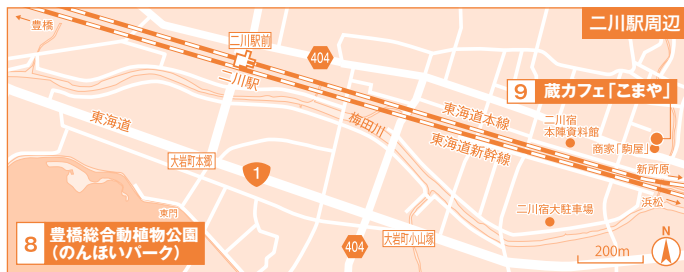 二川駅周辺
豊橋
二川駅前
404
二川駅
9 蔵カフェ「こまや」
東海道本線
東海道新幹線
二川宿
本陣資料館
商家「駒屋」
新所原
浜松
東海道
梅田川
大岩町本郷
1
東門
8 豊橋総合動植物公園
(のんほいパーク)
二川宿大駐車場
大岩町小山塚
404
200m
N